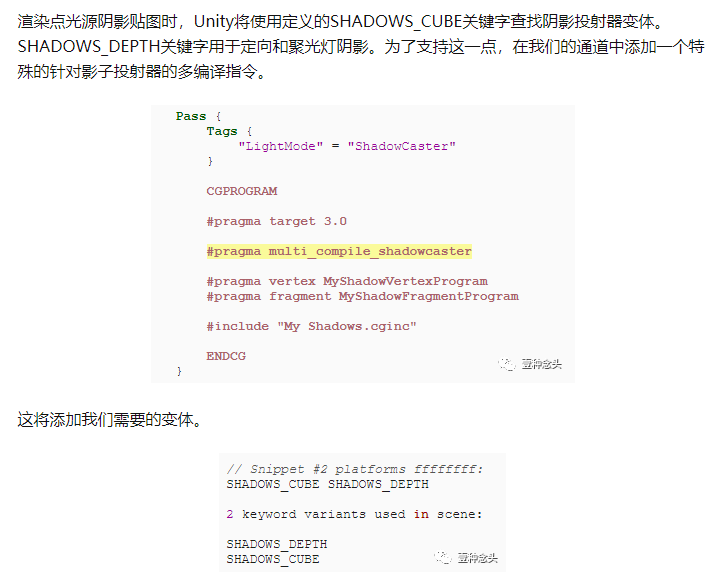 渲染点光源阴影贴图时，Unity将使用定义的SHADOWS_CUBE关键字查找阴影投射器变体。
SHADOWS_DEPTH关键字用于定向和聚光灯阴影。为了支持这一点，在我们的通道中添加一个特
殊的针对影子投射器的多编译指令。
Pass {
Tags {
"LightMode" = "ShadowCaster"
}
CGPROGRAM
#pragma target 3.0
#pragma multi_compile_shadowcaster
#pragma vertex MyShadowVertexProgram
#pragma fragment MyShadowFragmentProgram
#include "My Shadows.cginc"
ENDCG
}
壹种念头
这将添加我们需要的变体。
// Snippet #2 platforms ffffffff:
SHADOWS_CUBE SHADOWS_DEPTH
2 keyword variants used in scene:
SHADOWS_DEPTH
SHADOWS_CUBE
壹种念头